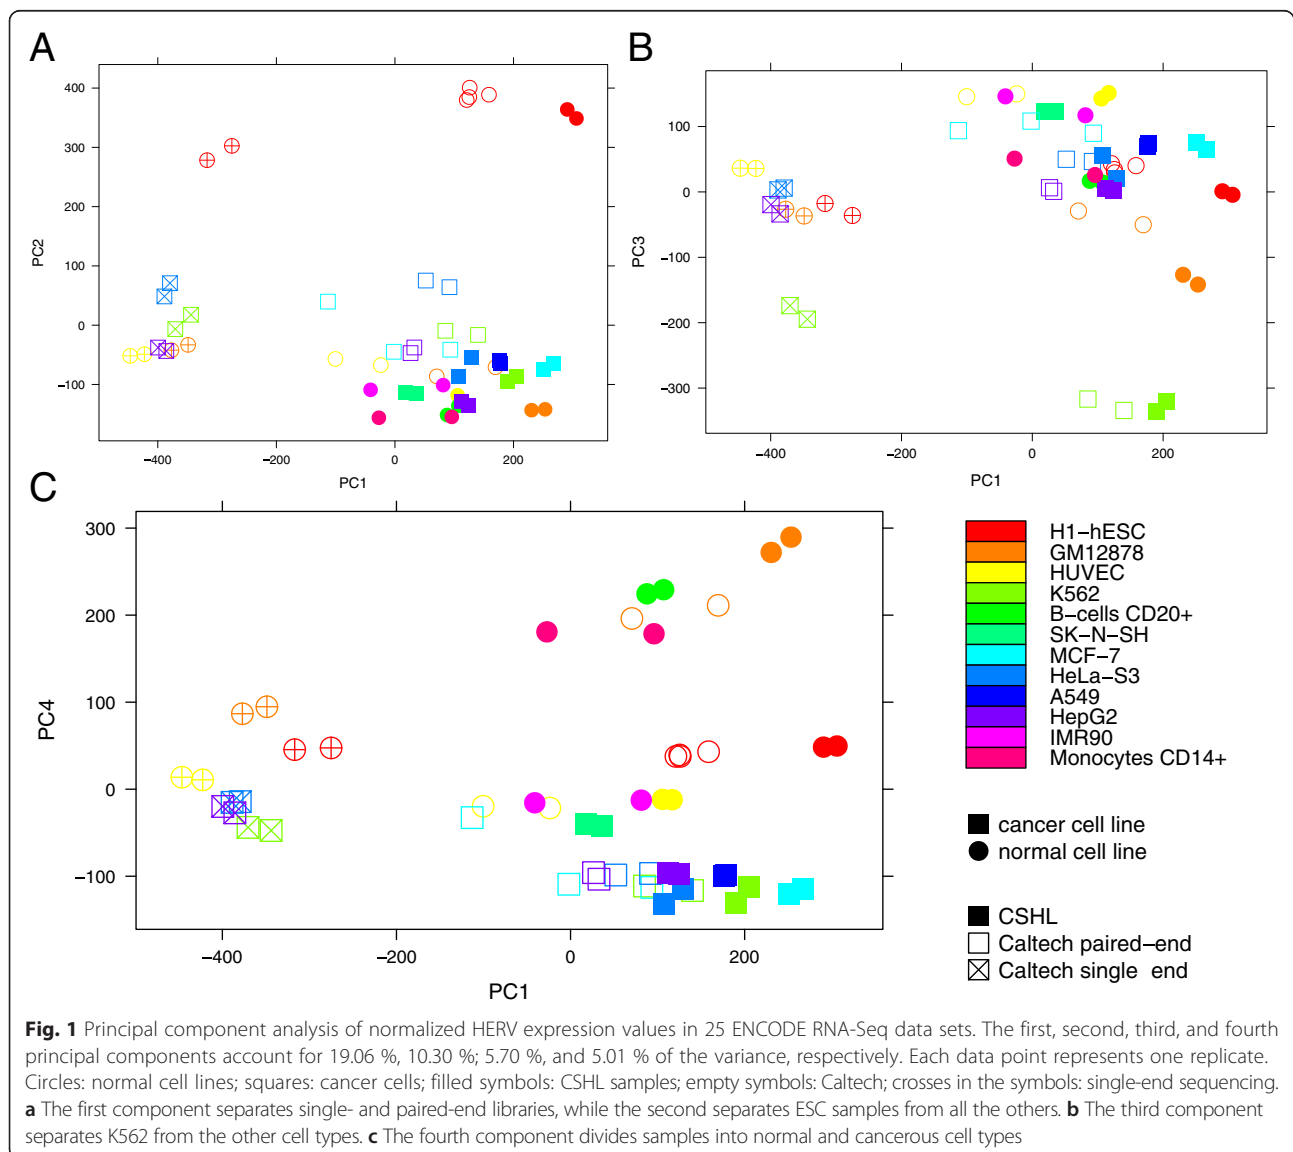 A
B
400
300
200
100
0
−100
PC2
−400
−200
0
200
PC1
100
0
−100
−200
−300
PC3
−400
−200
0
200
PC1
C
300
200
100
0
−100
PC4
−400
−200
0
200
PC1
H1−hESC
GM12878
HUVEC
K562
B−cells CD20+
SK−N−SH
MCF−7
HeLa−S3
A549
HepG2
IMR90
Monocytes CD14+
cancer cell line
normal cell line
CSHL
Caltech paired−end
Caltech single end
Fig. 1 Principal component analysis of normalized HERV expression values in 25 ENCODE RNA-Seq data sets. The first, second, third, and fourth
principal components account for 19.06 %, 10.30 %; 5.70 %, and 5.01 % of the variance, respectively. Each data point represents one replicate.
Circles: normal cell lines; squares: cancer cells; filled symbols: CSHL samples; empty symbols: Caltech; crosses in the symbols: single-end sequencing.
a The first component separates single- and paired-end libraries, while the second separates ESC samples from all the others. b The third component
separates K562 from the other cell types. c The fourth component divides samples into normal and cancerous cell types